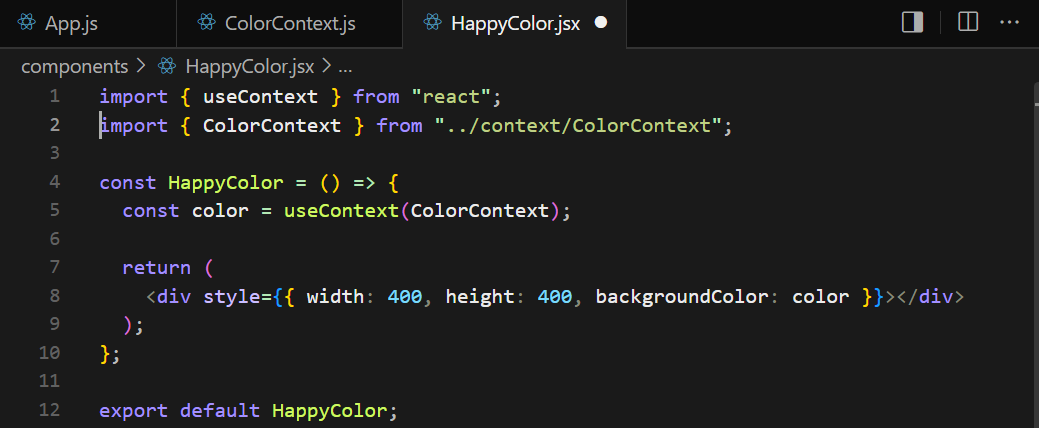 App.js
ColorContext.js
HappyColor.jsx
components > HappyColor.jsx > ...
1 import { useContext } from "react";
2 import { ColorContext } from "../context/ColorContext";
3
4 const HappyColor = () => {
5   const color = useContext(ColorContext);
6
7   return (
8     <div style={{ width: 400, height: 400, backgroundColor: color }}></div>
9   );
10 };
11
12 export default HappyColor;